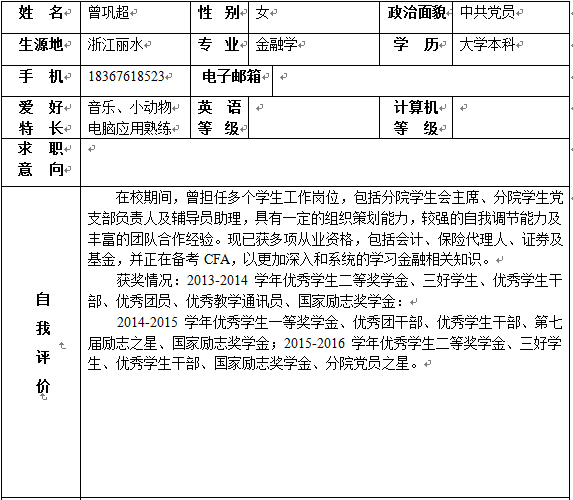 姓 名 曾巩超 性 别 女 政治面貌 中共党员
生源地 浙江丽水 专 业 金融学 学 历 大学本科
手 机 18367618523 电子邮箱
爱 好 音乐、小动物 英 语 计算机
特 长 电脑应用熟练 等 级 等 级
求 职
意 向
自
我
评
价
在校期间，曾担任多个学生工作岗位，包括分院学生会主席、分院学生党
支部负责人及辅导员助理，具有一定的组织策划能力，较强的自我调节能力及
丰富的团队合作经验。现已获多项从业资格，包括会计、保险代理人、证券及
基金，并正在备考 CFA，以更加深入和系统的学习金融相关知识。
获奖情况：2013-2014 学年优秀学生二等奖学金、三好学生、优秀学生干
部、优秀团员、优秀教学通讯员、国家励志奖学金：
2014-2015 学年优秀学生一等奖学金、优秀团干部、优秀学生干部、第七
届励志之星、国家励志奖学金；2015-2016 学年优秀学生二等奖学金、三好学
生、优秀学生干部、国家励志奖学金、分院党员之星。